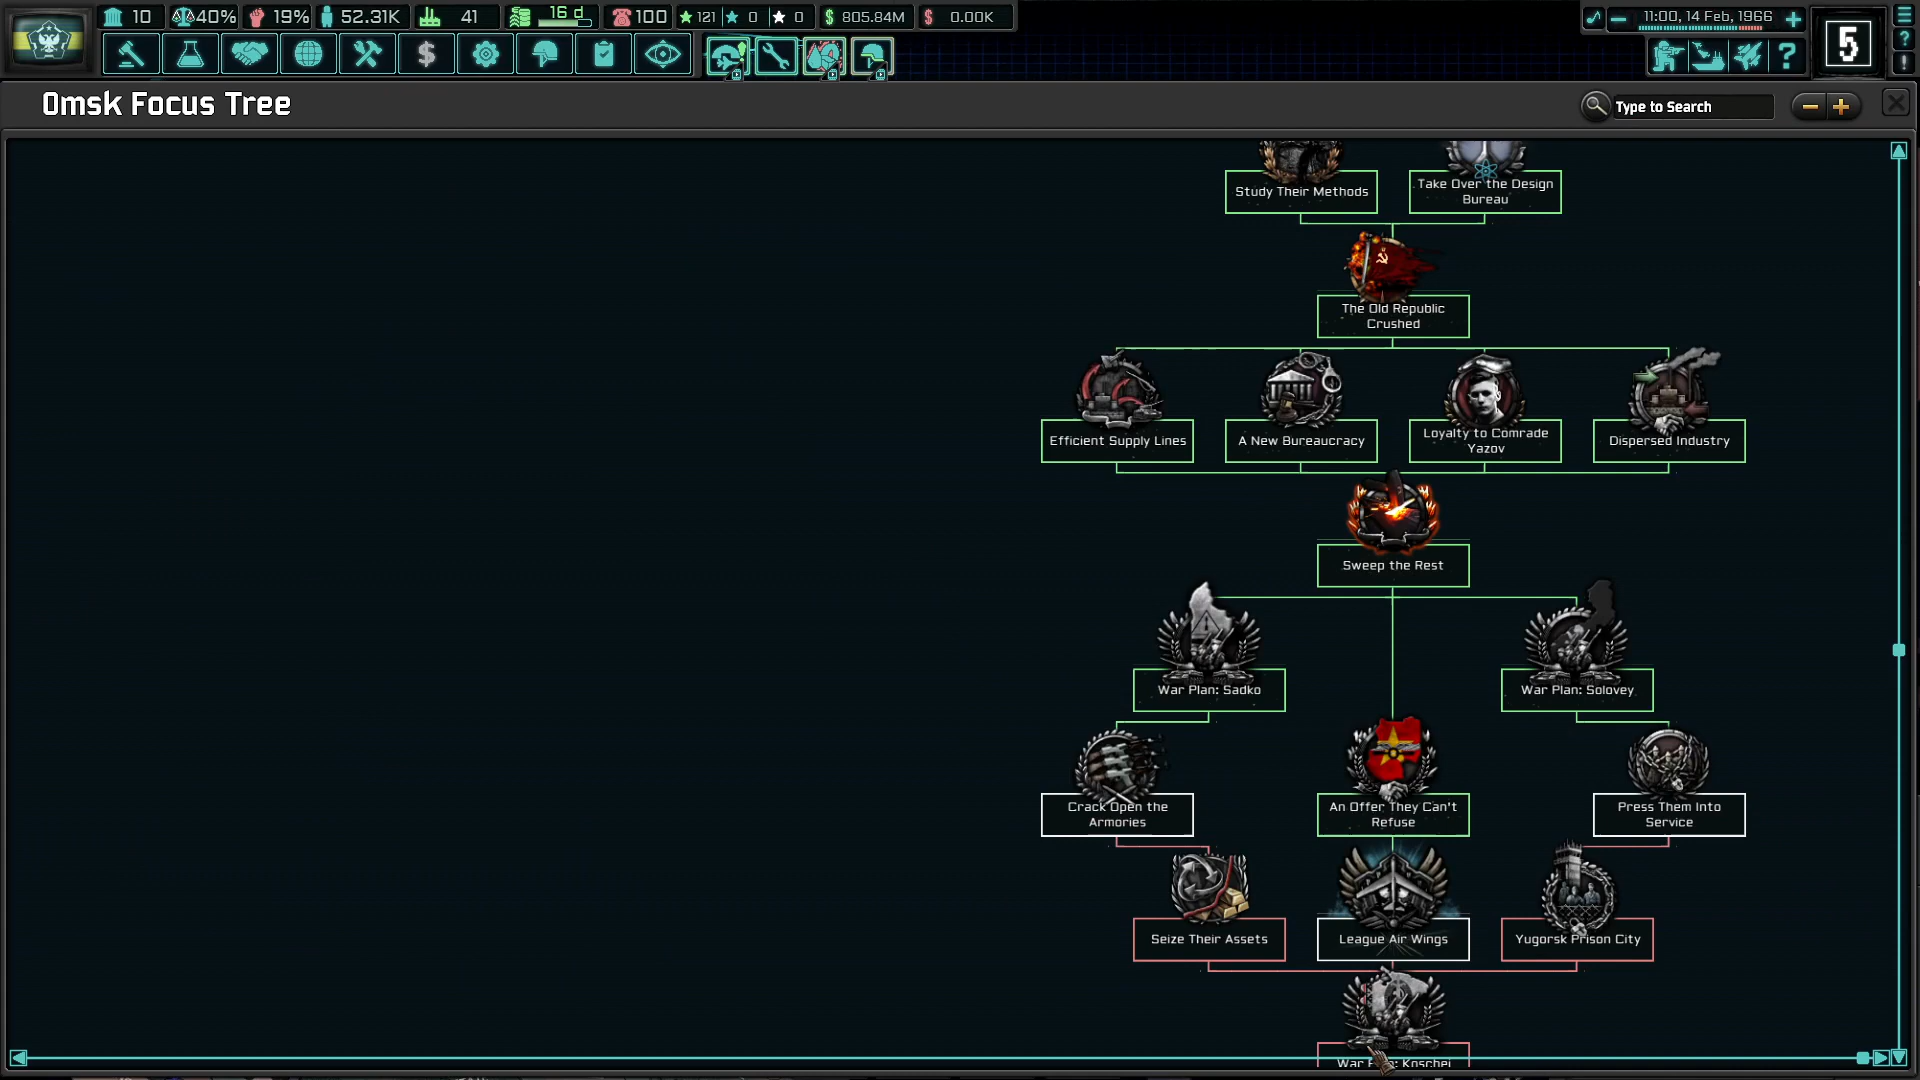 10
40%
19%
52.31K
41
16 d
100
121
0
0
$ 805.84M
$ 0.00K
11:00, 14 Feb, 1966
5
Omsk Focus Tree
Type to Search
Study Their Methods
Take Over the Design
Bureau
The Old Republic
Crushed
Efficient Supply Lines
A New Bureaucracy
Loyalty to Comrade
Yazov
Dispersed Industry
Sweep the Rest
War Plan: Sadko
War Plan: Solovey
Crack Open the
Armories
An Offer They Can't
Refuse
Press Them Into
Service
Seize Their Assets
League Air Wings
Yugorsk Prison City
War Plan: Koschei